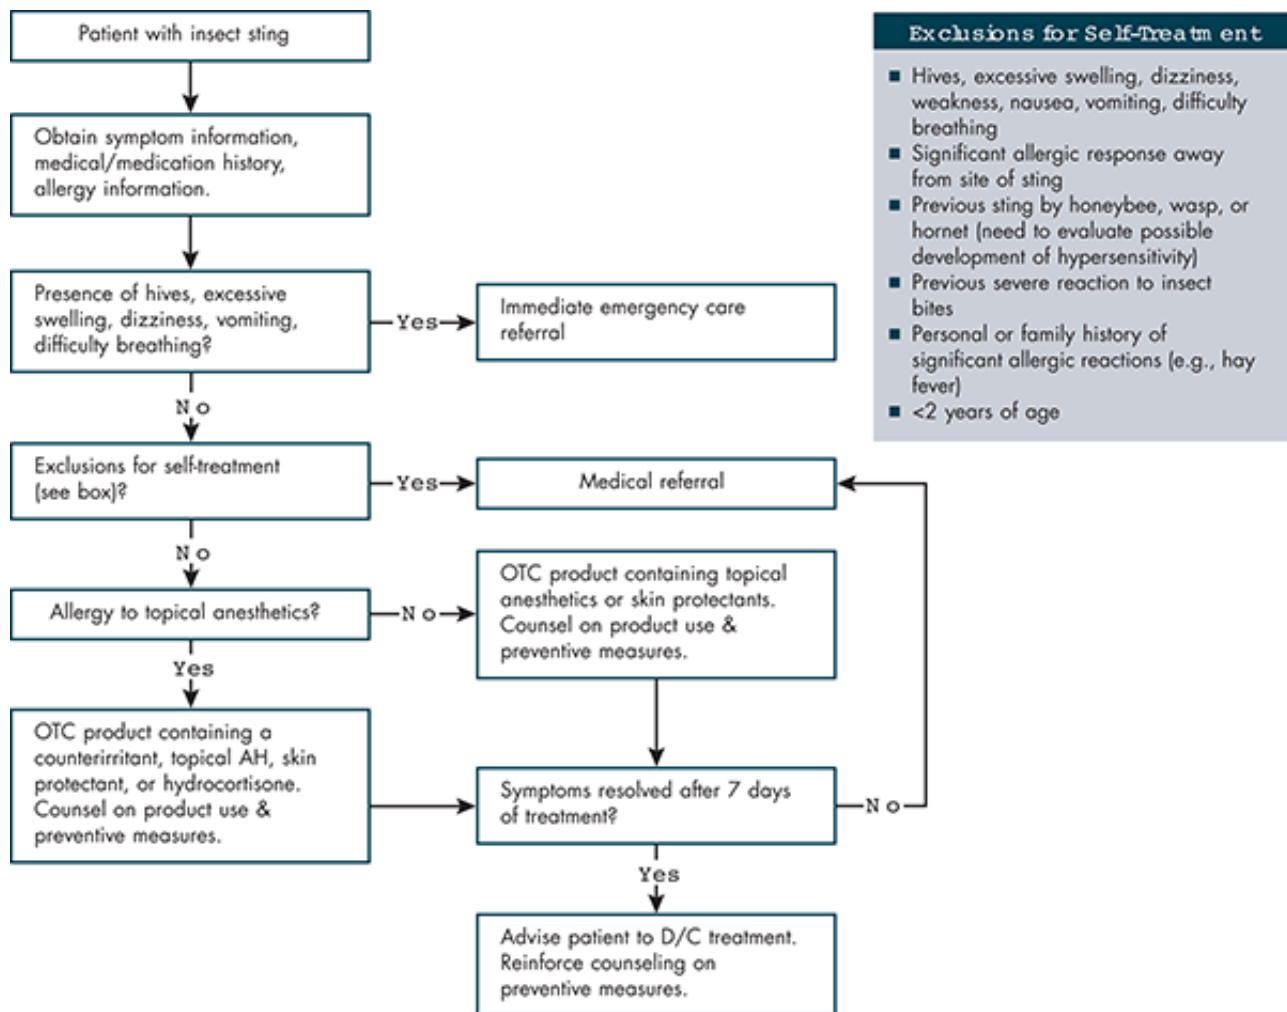 Patient with insect sting
Obtain symptom information,
medical/medication history,
allergy information.
Presence of hives, excessive
swelling, dizziness, vomiting,
difficulty breathing?
Yes
Immediate emergency care
referral
No
Exclusions for self-treatment
(see box)?
Yes
Medical referral
No
Allergy to topical anesthetics?
No
OTC product containing topical
anesthetics or skin protectants.
Counsel on product use &
preventive measures.
Yes
OTC product containing a
counterirritant, topical AH, skin
protectant, or hydrocortisone.
Counsel on product use &
preventive measures.
Symptoms resolved after 7 days
of treatment?
No
Yes
Advise patient to D/C treatment.
Reinforce counseling on
preventive measures.
Exclusions for Self-Treatment
■ Hives, excessive swelling, dizziness,
weakness, nausea, vomiting, difficulty
breathing
■ Significant allergic response away
from site of sting
■ Previous sting by honeybee, wasp, or
hornet (need to evaluate possible
development of hypersensitivity)
■ Previous severe reaction to insect
bites
■ Personal or family history of
significant allergic reactions (e.g., hay
fever)
■ <2 years of age